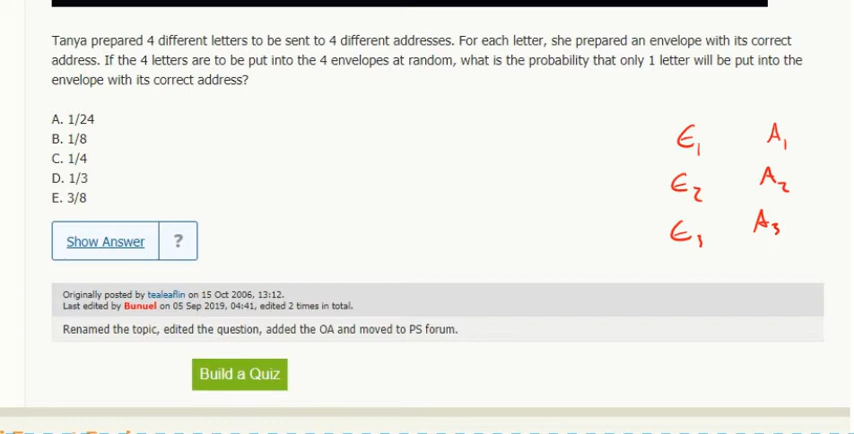 Tanya prepared 4 different letters to be sent to 4 different addresses. For each letter, she prepared an envelope with its correct
address. If the 4 letters are to be put into the 4 envelopes at random, what is the probability that only 1 letter will be put into the
envelope with its correct address?
A. 1/24
B. 1/8
C. 1/4
D. 1/3
E. 3/8
E1 A1
E2 A2
E3 A3
Show Answer ?
Originally posted by tealeaflin on 15 Oct 2006, 13:12.
Last edited by Bunuel on 05 Sep 2019, 04:41, edited 2 times in total.
Renamed the topic, edited the question, added the OA and moved to PS forum.
Build a Quiz